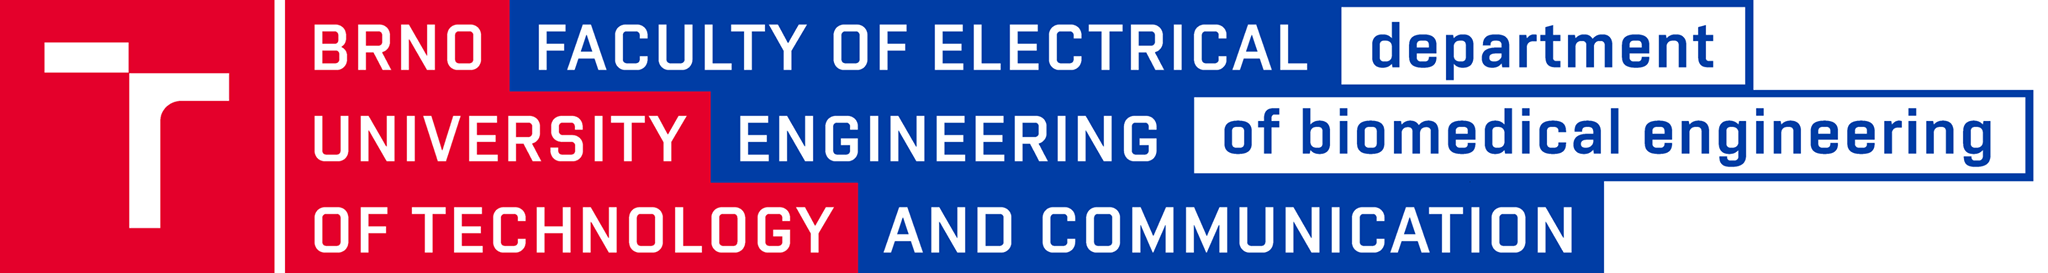 BRNO FACULTY OF ELECTRICAL department
UNIVERSITY ENGINEERING of biomedical engineering
OF TECHNOLOGY AND COMMUNICATION